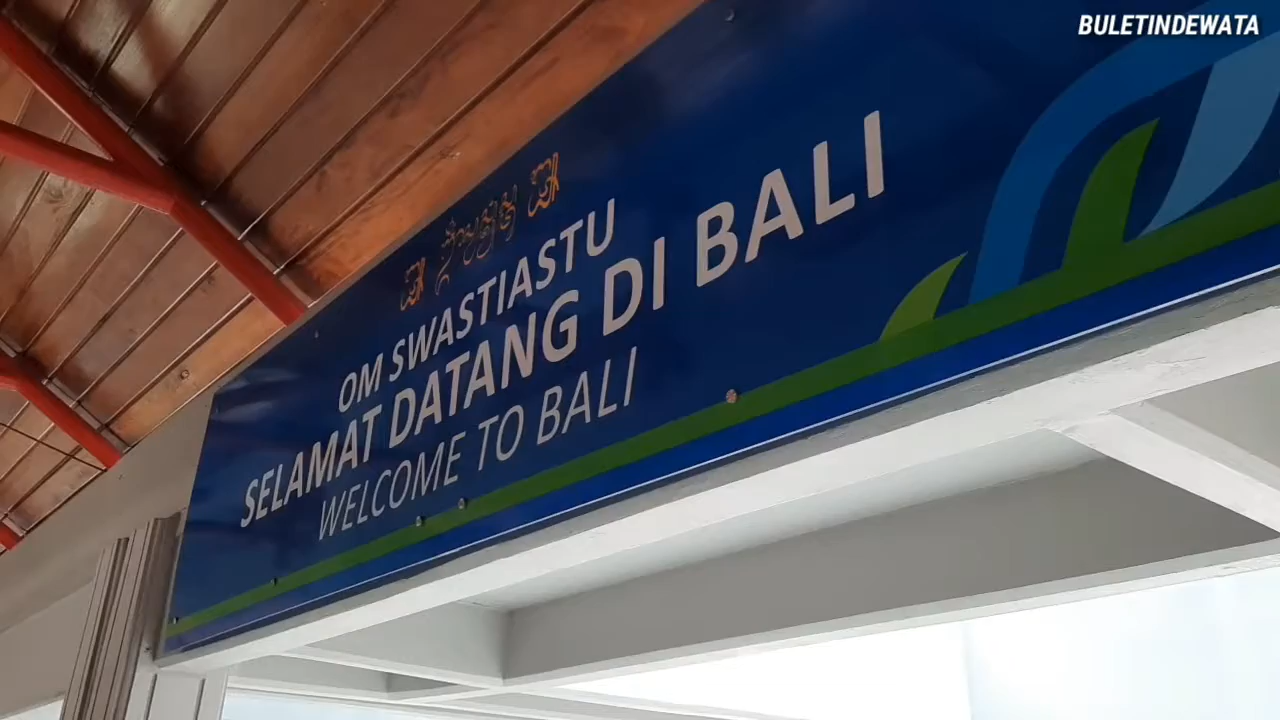 BULETINDEWATA
OM SWASTIASTU
SELAMAT DATANG DI BALI
WELCOME TO BALI